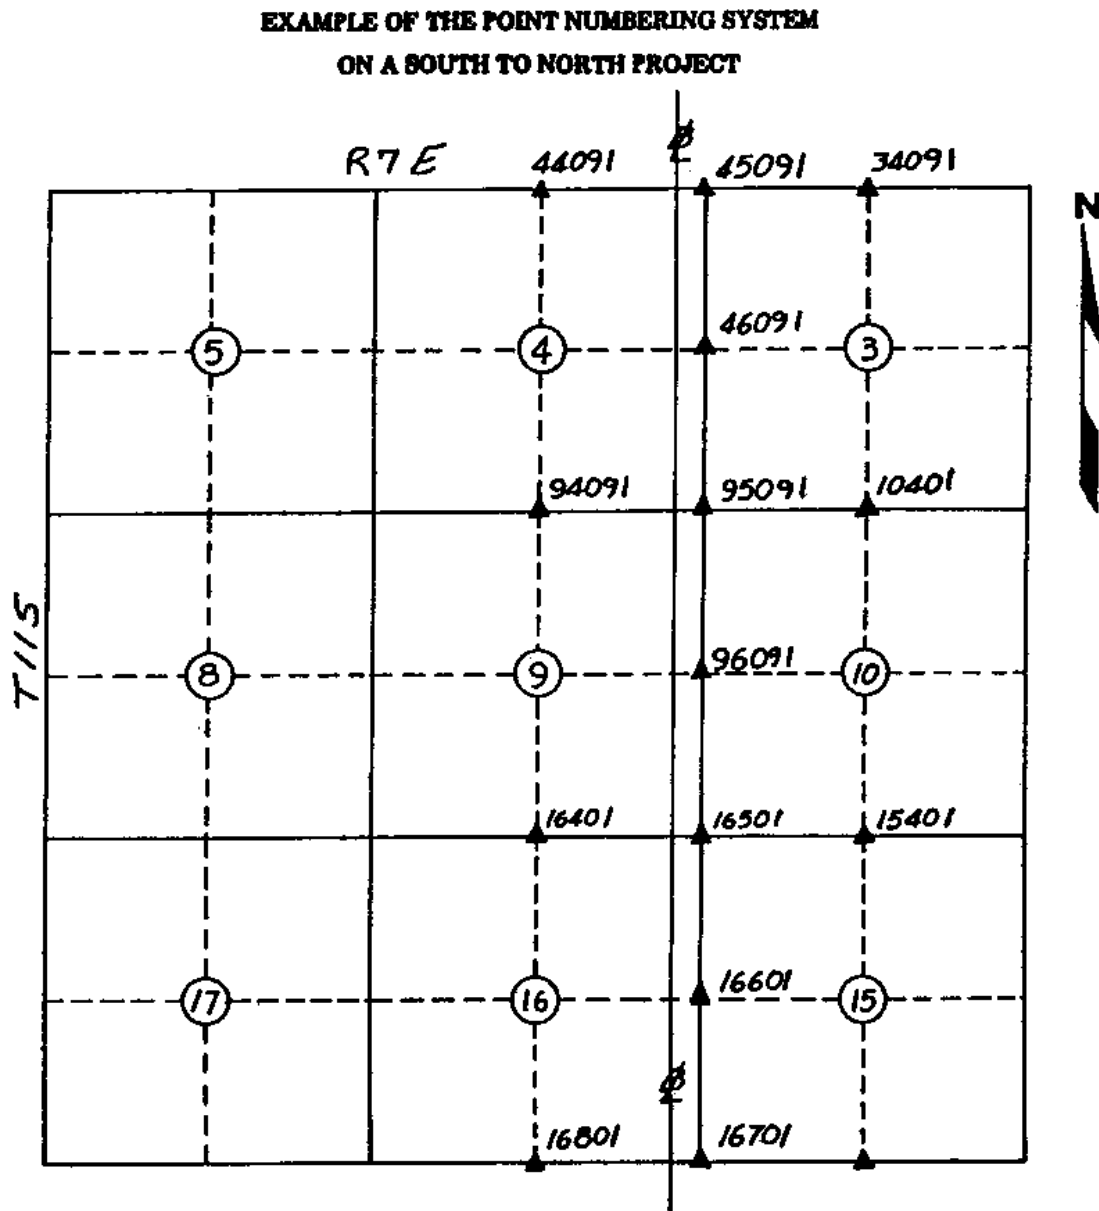 EXAMPLE OF THE POINT NUMBERING SYSTEM
ON A SOUTH TO NORTH PROJECT
R7E 44091 45091 34091
N
46091
5 4 3
94091 95091 10401
T11S
96091
8 9 10
16401 16501 15401
16601
17 16 15
16801 16701